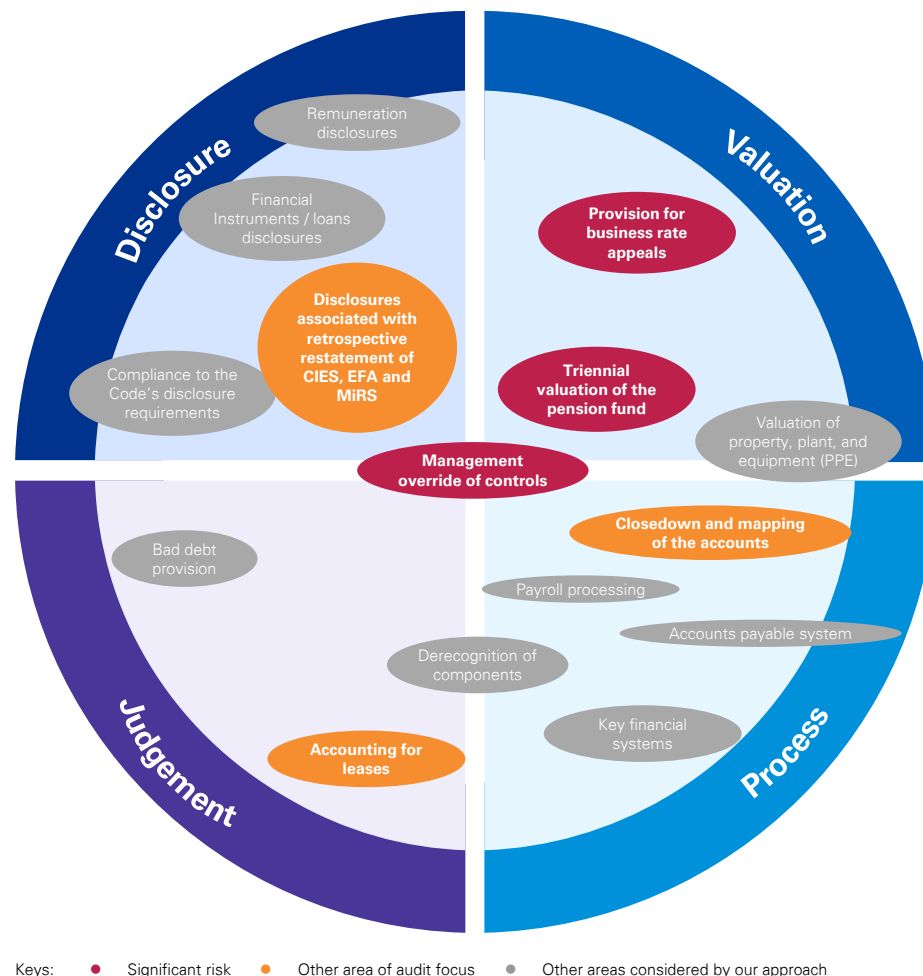 Disclosure
Remuneration
disclosures
Financial
Instruments / loans
disclosures
Disclosures
associated with
retrospective
restatement of
CIES, EFA and
MiRS
Compliance to the
Code's disclosure
requirements
Valuation
Provision for
business rate
appeals
Triennial
valuation of the
pension fund
Valuation of
property, plant, and
equipment (PPE)
Management
override of controls
Judgement
Bad debt
provision
Derecognition of
components
Accounting for
leases
Process
Closedown and mapping
of the accounts
Payroll processing
Accounts payable system
Key financial
systems
Keys: ● Significant risk ● Other area of audit focus ● Other areas considered by our approach